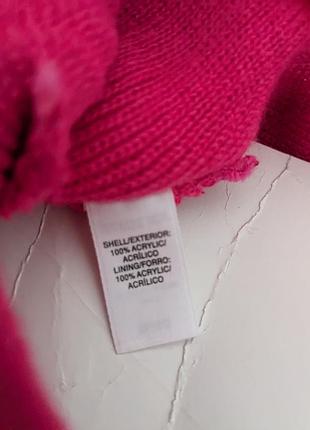 SHELL/EXTERIOR:
100% ACRYLIC/
ACRÍLICO
LINING/FORRO:
100% ACRYLIC/
ACRÍLICO